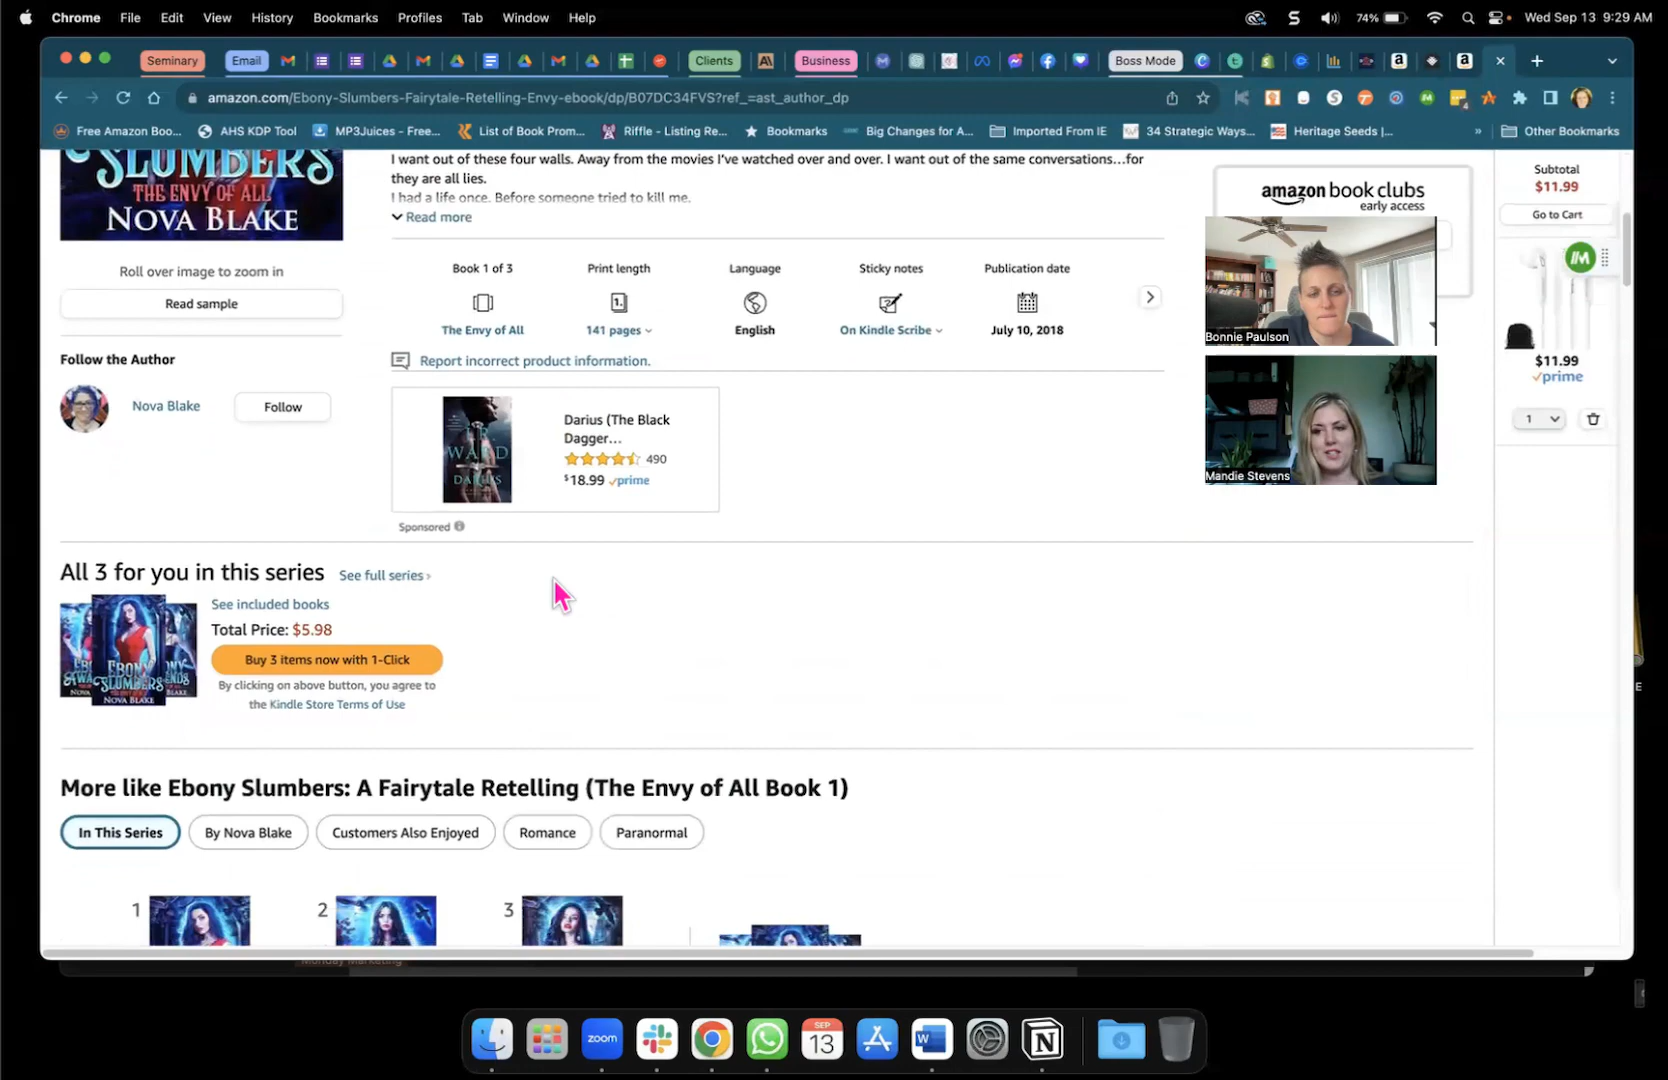 Chrome File Edit View History Bookmarks Profiles Tab Window Help
S 74% Wed Sep 13 9:29 AM
Seminary Email Clients Business Boss Mode
amazon.com/Ebony-Slumbers-Fairytale-Retelling-Envy-ebook/dp/B07DC34FVS?ref_=ast_author_dp
Free Amazon Boo... AHS KDP Tool MP3Juices - Free... List of Book Prom... Riffle - Listing Re... Bookmarks Big Changes for A... Imported From IE 34 Strategic Ways... Heritage Seeds |... » Other Bookmarks
SLUMBERS
THE ENVY OF ALL
NOVA BLAKE
Roll over image to zoom in
Read sample
Follow the Author
Nova Blake
Follow
I want out of these four walls. Away from the movies I've watched over and over. I want out of the same conversations...for
they are all lies.
I had a life once. Before someone tried to kill me.
Read more
Book 1 of 3 Print length Language Sticky notes Publication date
The Envy of All 141 pages English On Kindle Scribe July 10, 2018
Report incorrect product information.
WARD
DARIUS
Darius (The Black
Dagger...
490
$18.99 prime
Sponsored
amazon book clubs
early access
Bonnie Paulson
Mandie Stevens
Subtotal
$11.99
Go to Cart
$11.99
prime
1
All 3 for you in this series See full series
See included books
Total Price: $5.98
Buy 3 items now with 1-Click
By clicking on above button, you agree to
the Kindle Store Terms of Use
EBONY
SLUMBERS
NOVA BLAKE
More like Ebony Slumbers: A Fairytale Retelling (The Envy of All Book 1)
In This Series By Nova Blake Customers Also Enjoyed Romance Paranormal
1 2 3
Monday Marketing
zoom
SEP
13
W
N